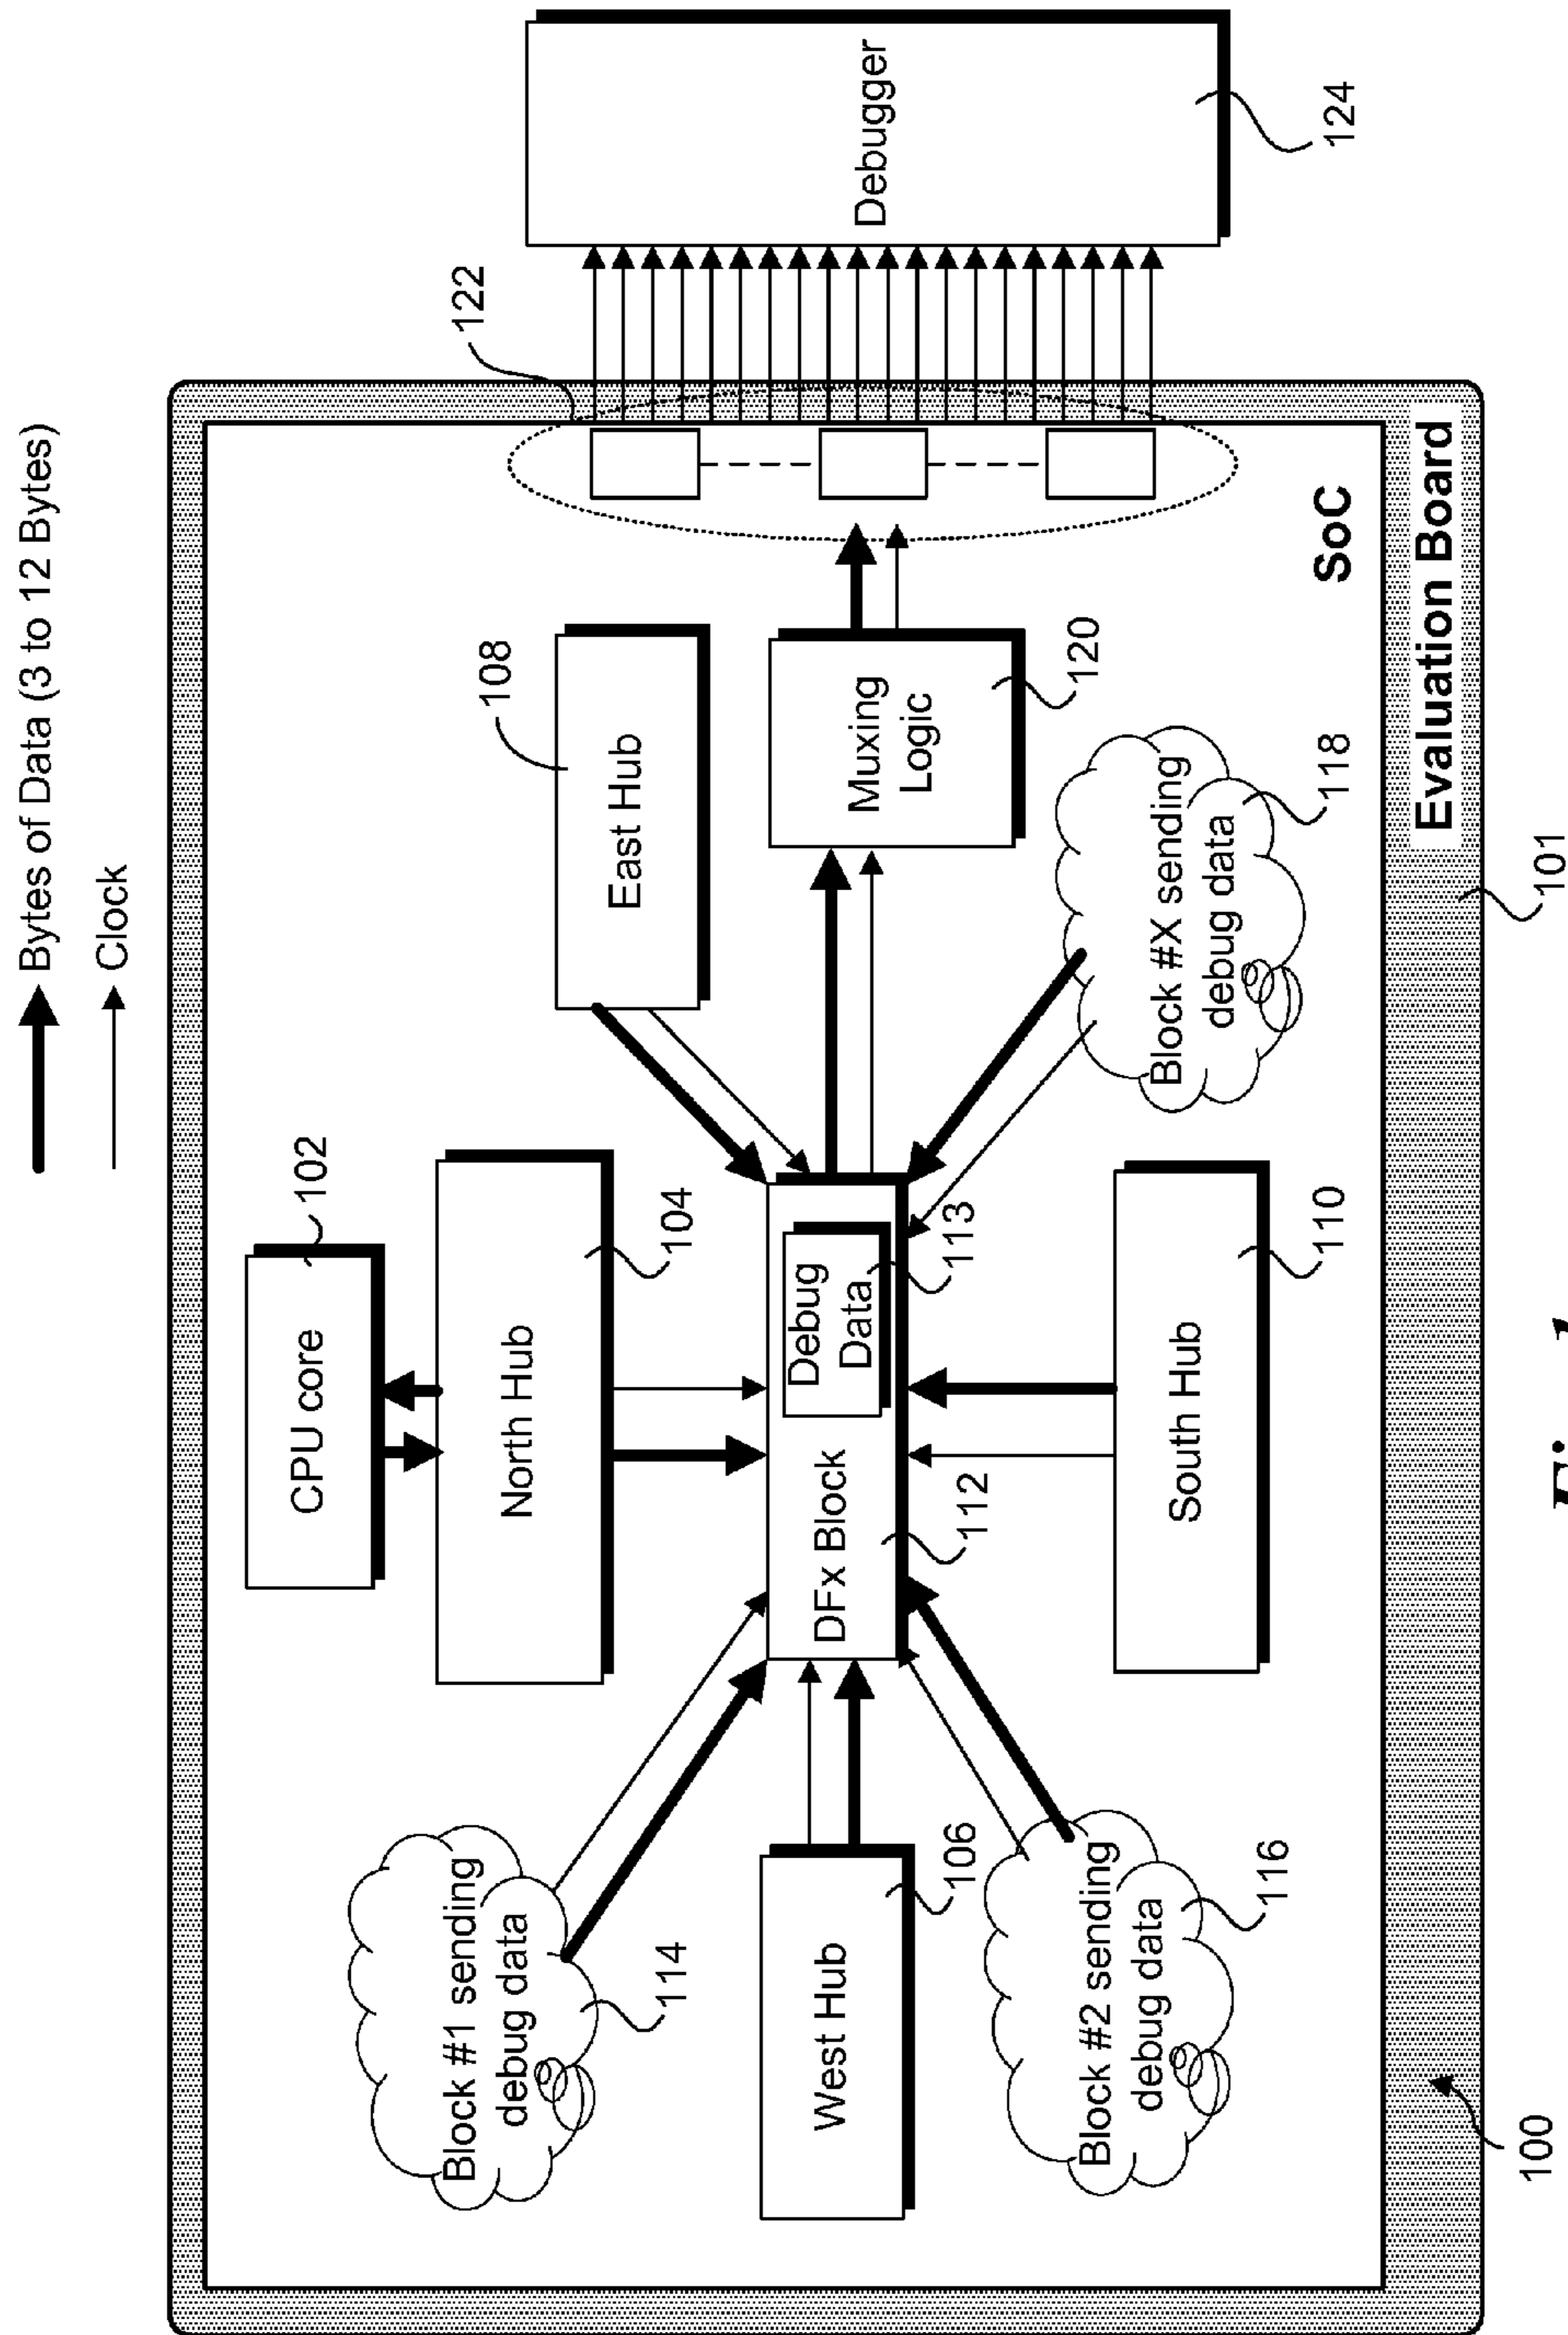 Bytes of Data (3 to 12 Bytes)
Clock
CPU core
102
North Hub
104
East Hub
108
122
Block #1 sending
debug data
114
West Hub
106
DFx Block
112
Debug
Data
113
Muxing
Logic
120
Debugger
124
Block #2 sending
debug data
116
South Hub
110
Block #X sending
debug data
118
SoC
Evaluation Board
100
101